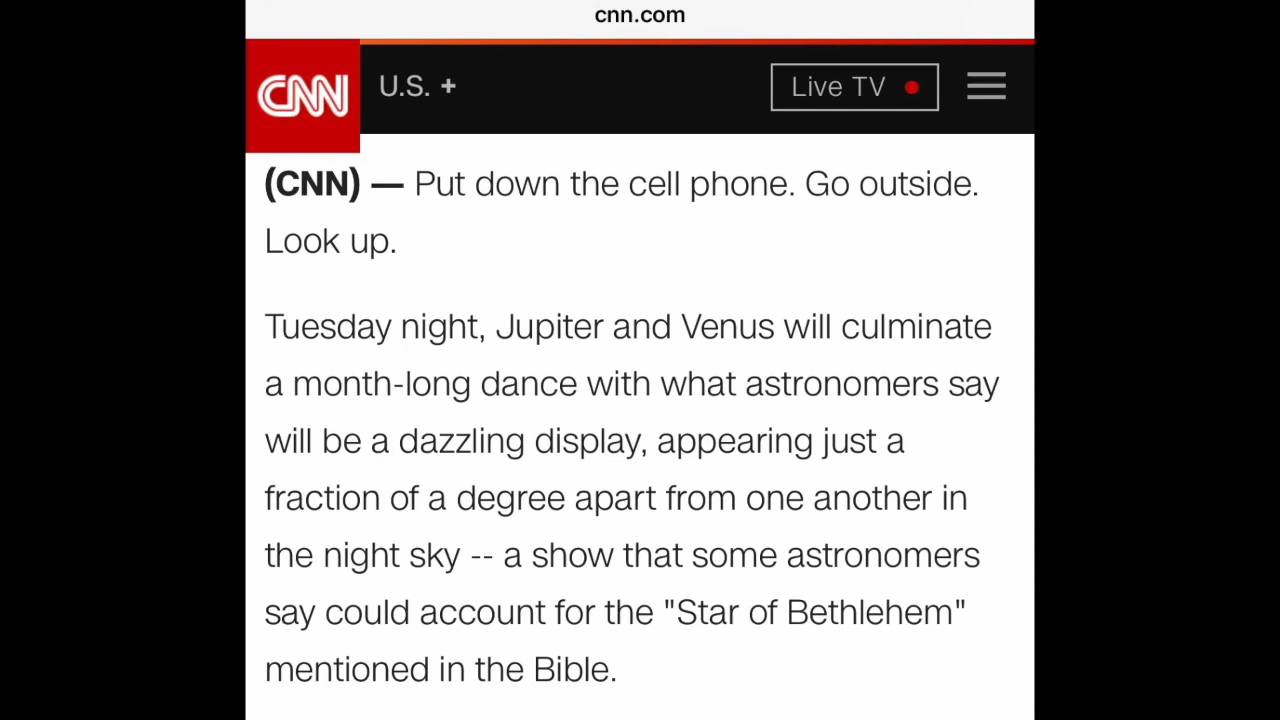 cnn.com
CNN U.S. + Live TV
(CNN) — Put down the cell phone. Go outside.
Look up.
Tuesday night, Jupiter and Venus will culminate
a month-long dance with what astronomers say
will be a dazzling display, appearing just a
fraction of a degree apart from one another in
the night sky -- a show that some astronomers
say could account for the "Star of Bethlehem"
mentioned in the Bible.